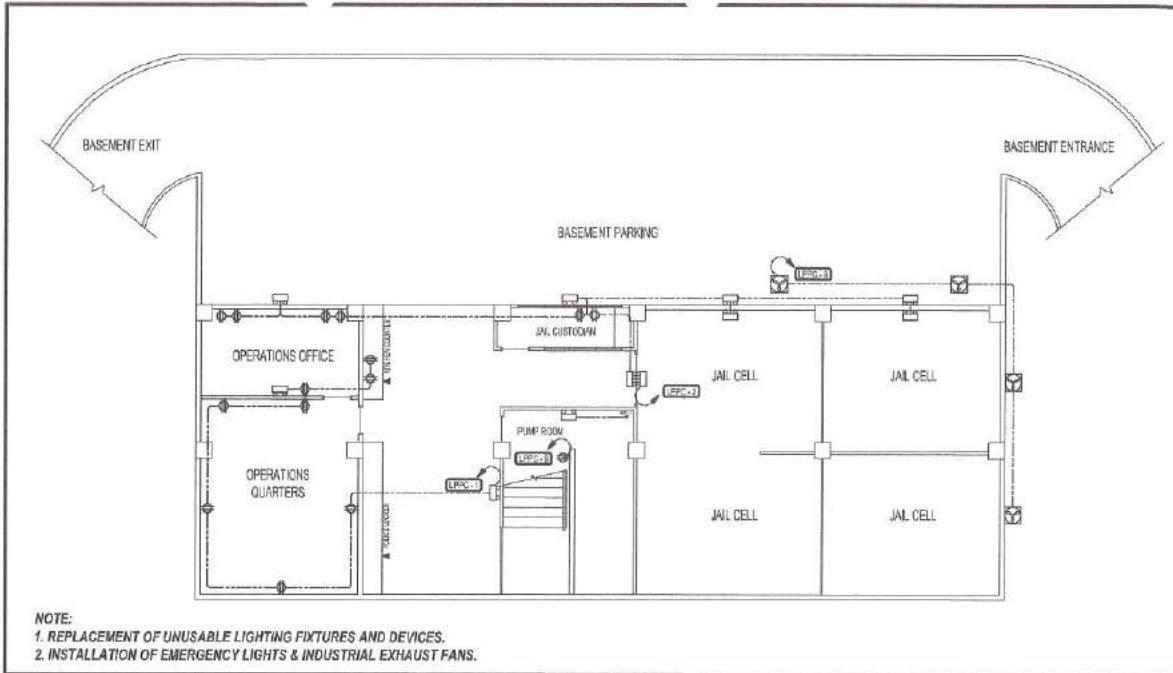 BASEMENT EXIT
BASEMENT ENTRANCE
BASEMENT PARKING
JAIL CUSTODIAN
OPERATIONS OFFICE
KITCHEN COUNTER
JAIL CELL
JAIL CELL
LPPC - 2
PUMP ROOM
LPPC - 1
OPERATIONS
QUARTERS
JAIL CELL
JAIL CELL
NOTE:
1. REPLACEMENT OF UNUSABLE LIGHTING FIXTURES AND DEVICES.
2. INSTALLATION OF EMERGENCY LIGHTS & INDUSTRIAL EXHAUST FANS.